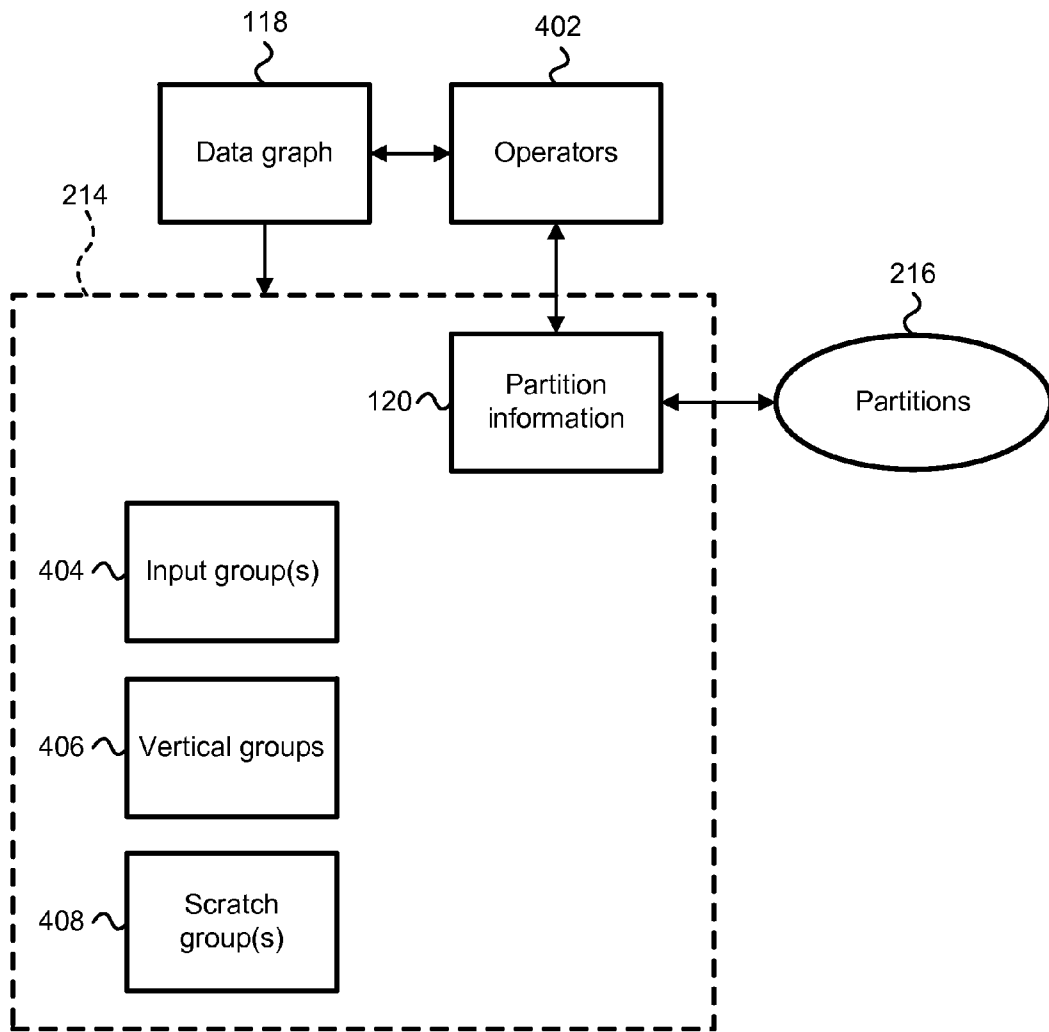 118
402
Data graph
Operators
214
216
120
Partition
information
Partitions
404
Input group(s)
406
Vertical groups
408
Scratch
group(s)